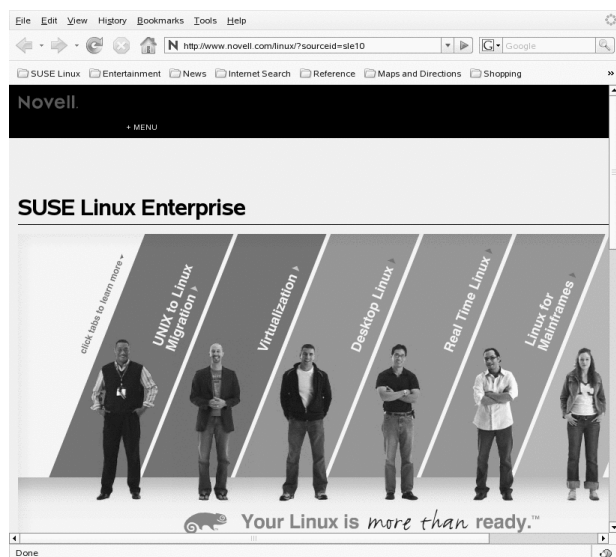 File Edit View History Bookmarks Tools Help
N http://www.novell.com/linux/?sourceid=sle10 G Google
SUSE Linux Entertainment News Internet Search Reference Maps and Directions Shopping »
Novell.
+ MENU
SUSE Linux Enterprise
click tabs to learn more
UNIX to Linux
Migration
Virtualization
Desktop Linux
Real Time Linux
Linux for
Mainframes
Your Linux is more than ready.™
Done